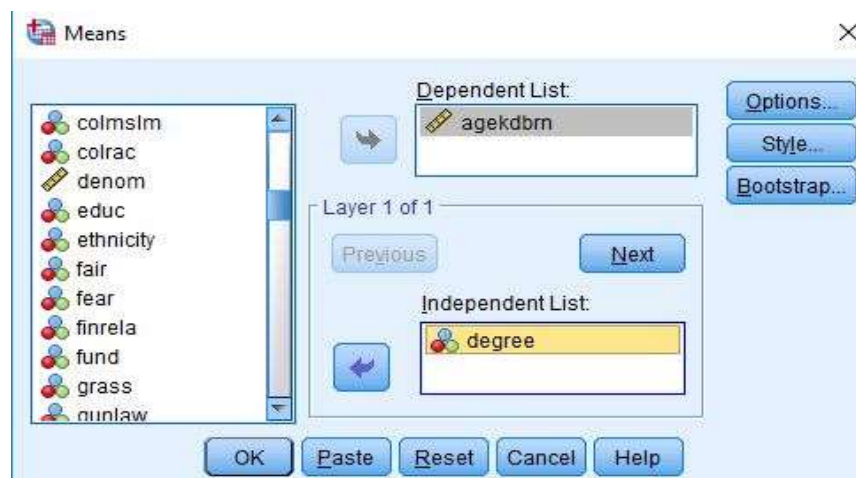 Means
colmslm
colrac
denom
educ
ethnicity
fair
fear
finrela
fund
grass
gunlaw
Dependent List:
agekdbrn
Layer 1 of 1
Previous
Next
Independent List:
degree
Options...
Style...
Bootstrap...
OK
Paste
Reset
Cancel
Help